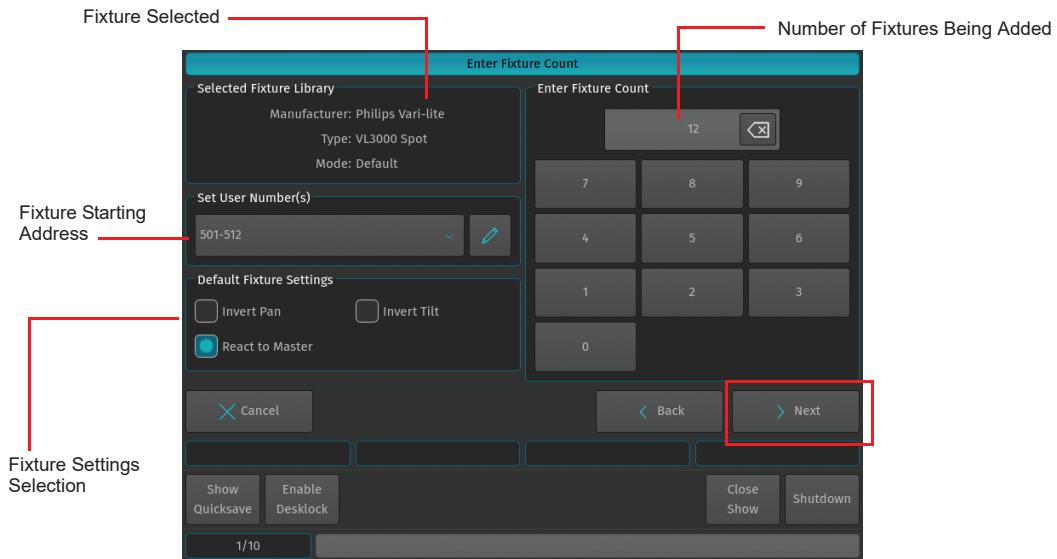 Fixture Selected
Number of Fixtures Being Added
Enter Fixture Count
Selected Fixture Library
Manufacturer: Philips Vari-lite
Type: VL3000 Spot
Mode: Default
Enter Fixture Count
12
7 8 9
4 5 6
1 2 3
0
Fixture Starting
Address
Set User Number(s)
501-512
Default Fixture Settings
Invert Pan
Invert Tilt
React to Master
Cancel
Back
Next
Fixture Settings
Selection
Show
Quicksave
Enable
Desklock
Close
Show
Shutdown
1/10